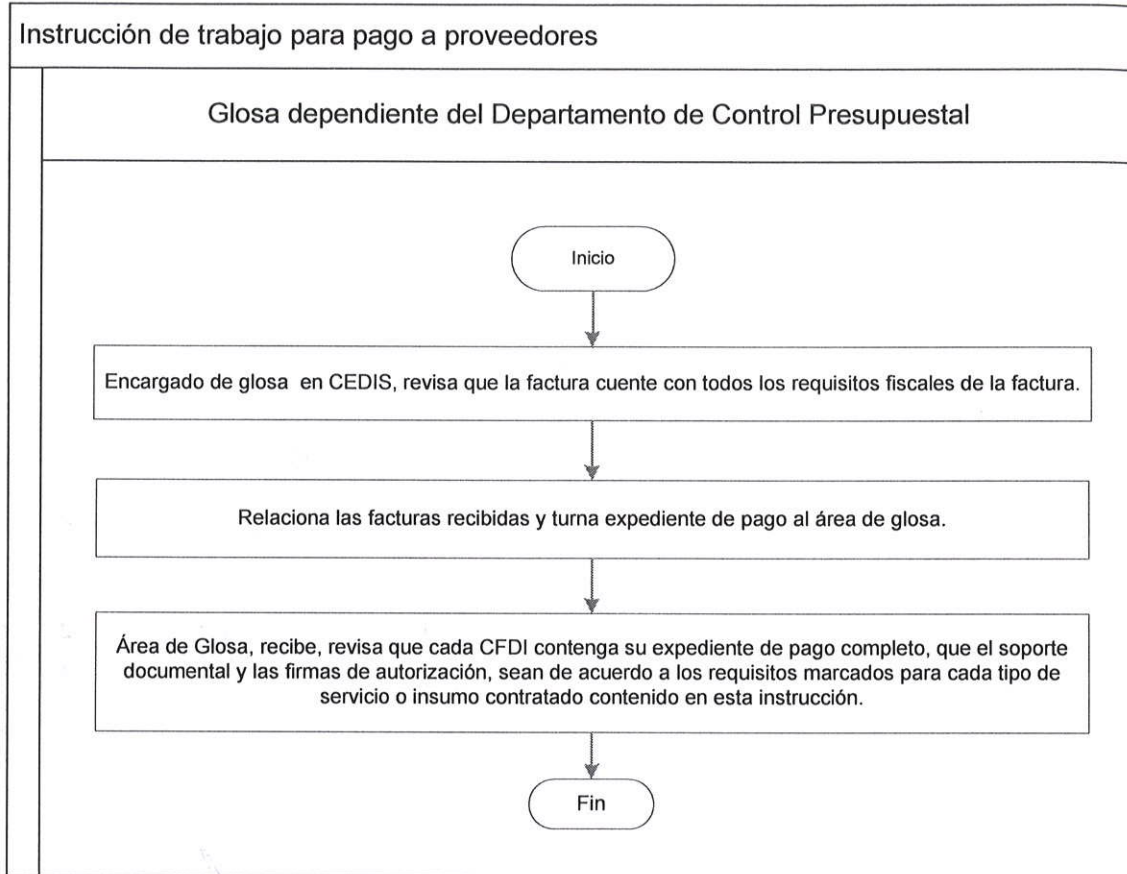 Instrucción de trabajo para pago a proveedores
Glosa dependiente del Departamento de Control Presupuestal
Inicio
Encargado de glosa en CEDIS, revisa que la factura cuente con todos los requisitos fiscales de la factura.
Relaciona las facturas recibidas y turna expediente de pago al área de glosa.
Área de Glosa, recibe, revisa que cada CFDI contenga su expediente de pago completo, que el soporte
documental y las firmas de autorización, sean de acuerdo a los requisitos marcados para cada tipo de
servicio o insumo contratado contenido en esta instrucción.
Fin